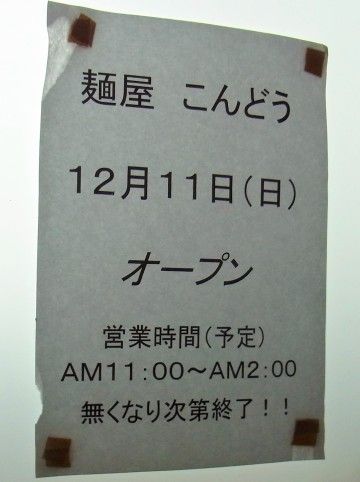 麺屋　こんどう
12月11日(日)
オープン
営業時間(予定)
AM11:00～AM2:00
無くなり次第終了!!